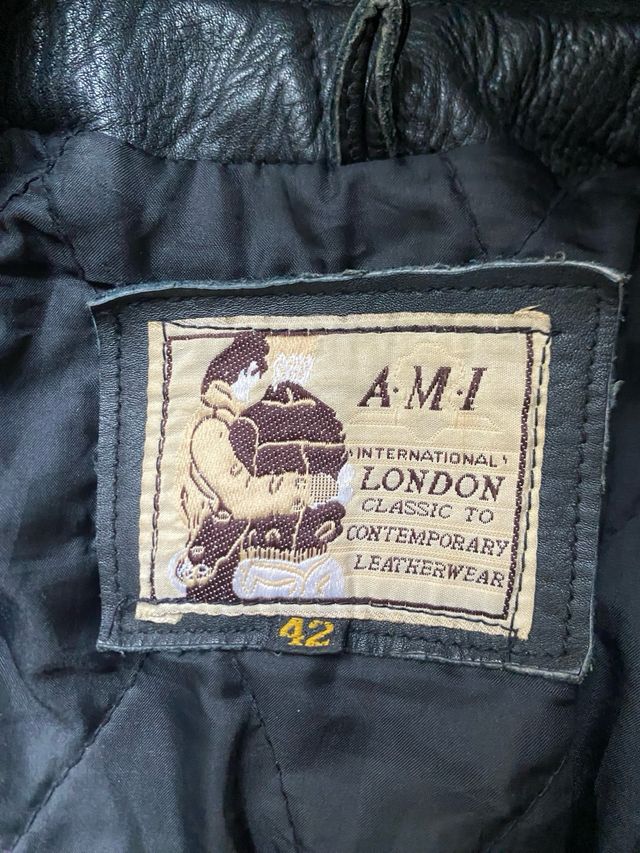 A·M·I
'INTERNATIONAL'
LONDON
CLASSIC TO
CONTEMPORARY
LEATHERWEAR
42